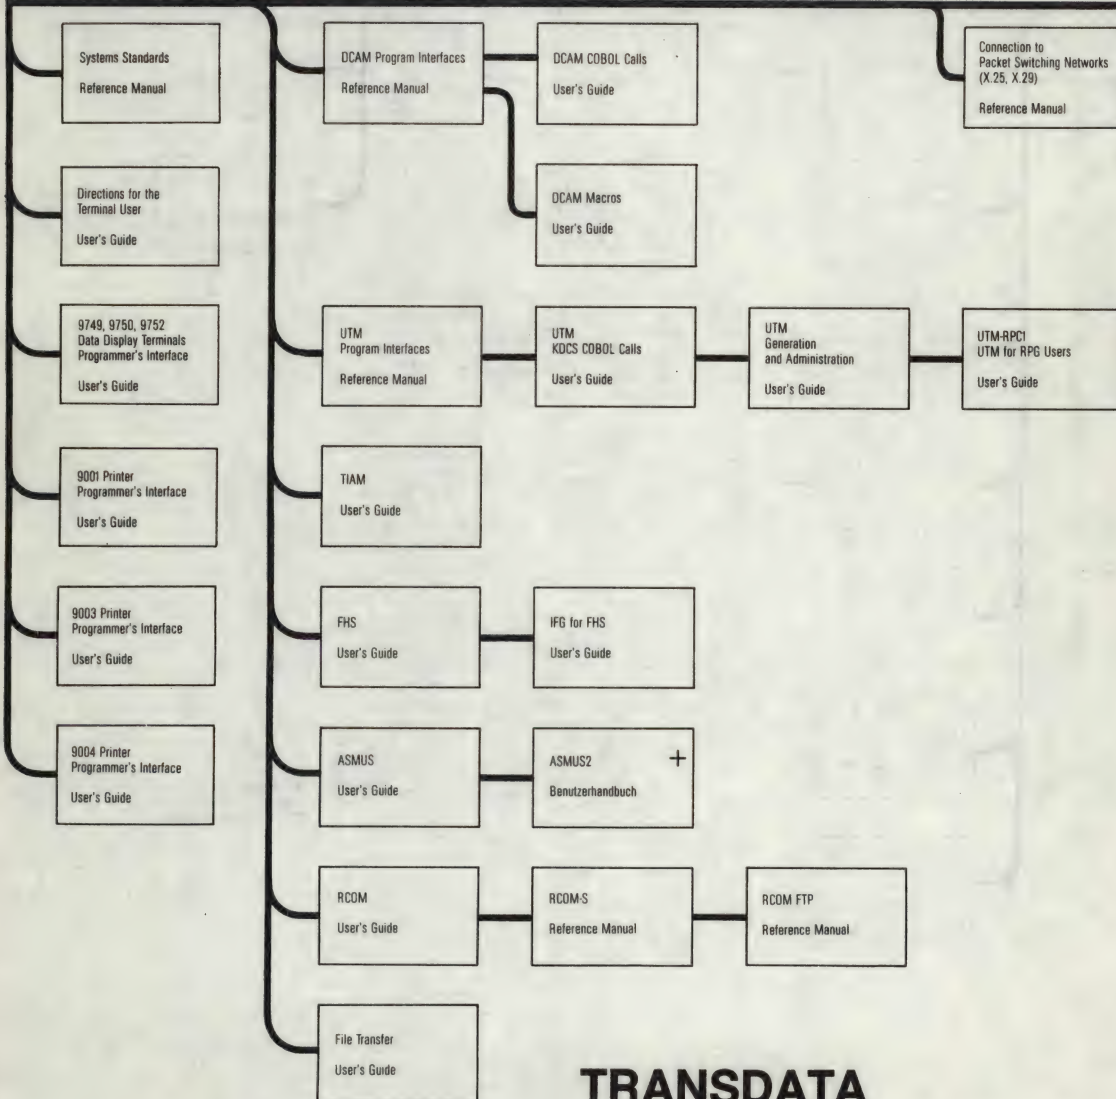 Systems Standards
Reference Manual
Directions for the
Terminal User
User's Guide
9749, 9750, 9752
Data Display Terminals
Programmer's Interface
User's Guide
9001 Printer
Programmer's Interface
User's Guide
9003 Printer
Programmer's Interface
User's Guide
9004 Printer
Programmer's Interface
User's Guide
DCAM Program Interfaces
Reference Manual
DCAM COBOL Calls
User's Guide
DCAM Macros
User's Guide
UTM
Program Interfaces
Reference Manual
UTM
KDCS COBOL Calls
User's Guide
UTM
Generation
and Administration
User's Guide
UTM-RPC1
UTM for RPG Users
User's Guide
TIAM
User's Guide
FHS
User's Guide
IFG for FHS
User's Guide
ASMUS
User's Guide
ASMUS2 +
Benutzerhandbuch
RCOM
User's Guide
RCOM-S
Reference Manual
RCOM FTP
Reference Manual
File Transfer
User's Guide
Connection to
Packet Switching Networks
(X.25, X.29)
Reference Manual
TRANSDATA